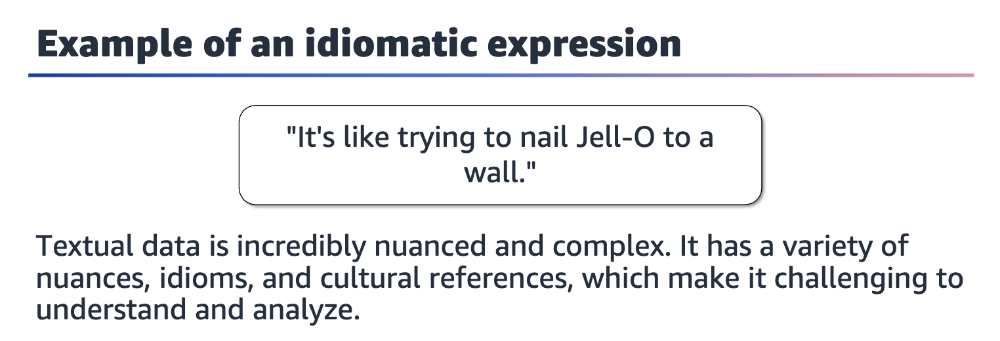 Example of an idiomatic expression
"It's like trying to nail Jell-O to a
wall."
Textual data is incredibly nuanced and complex. It has a variety of
nuances, idioms, and cultural references, which make it challenging to
understand and analyze.